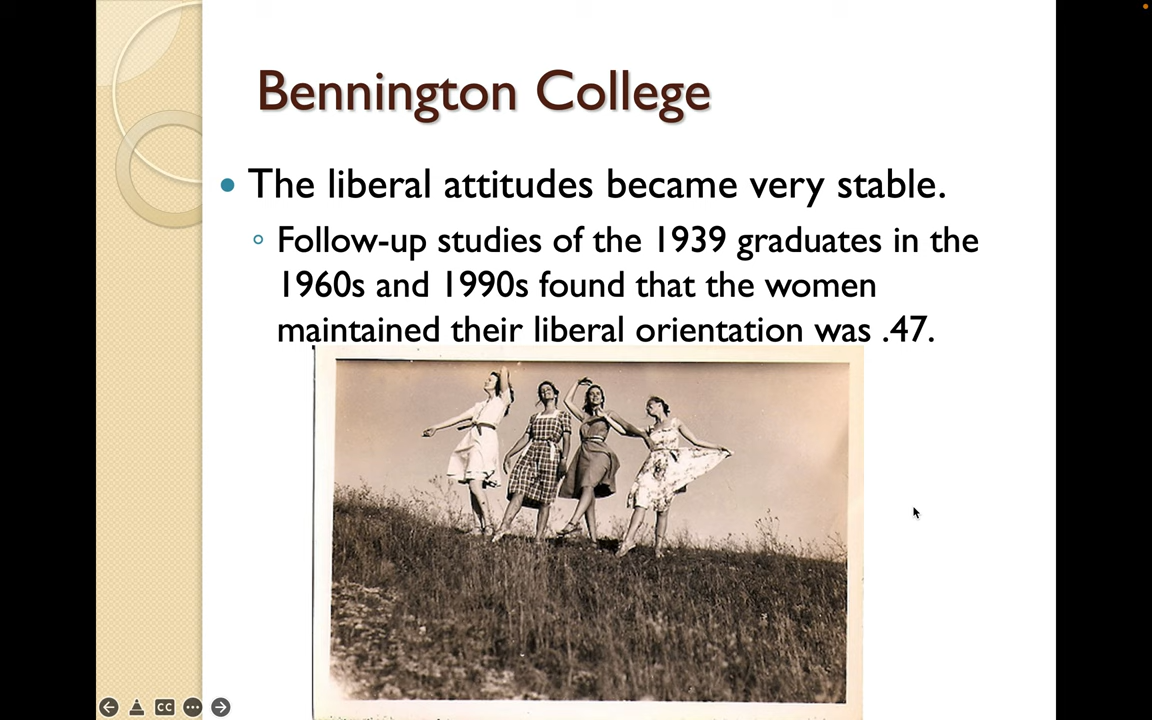 Bennington College
The liberal attitudes became very stable.
Follow-up studies of the 1939 graduates in the
1960s and 1990s found that the women
maintained their liberal orientation was .47.
CC